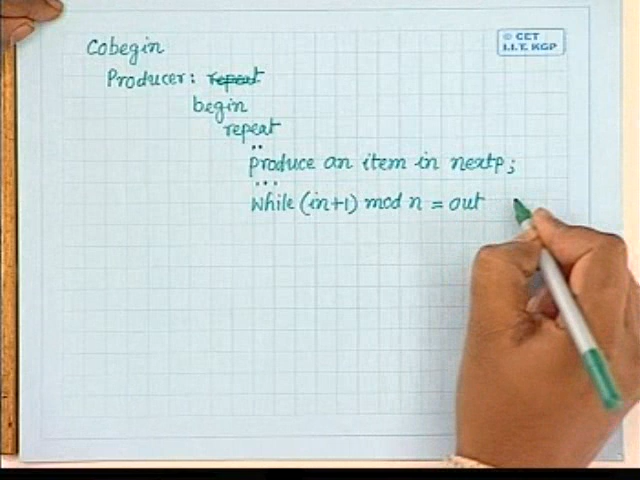 Cobegin
© CET
I.I.T. KGP
Producer: repeat
begin
repeat
..
produce an item in nextp;
...
while (in+1) mod n = out